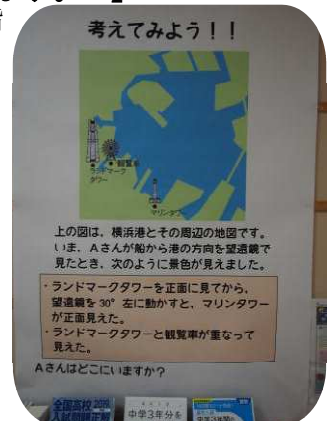 考えてみよう！！
観覧車
ランドマーク
タワー
マリンタワー
上の図は、横浜港とその周辺の地図です。
いま、Aさんが船から港の方向を望遠鏡で
見たとき、次のように景色が見えました。
・ランドマークタワーを正面に見てから、
望遠鏡を30°左に動かすと、マリンタワー
が正面見えた。
・ランドマークタワーと観覧車が重なって
見えた。
Aさんはどこにいますか？
全国高校
入試問題正解
中学3年分を